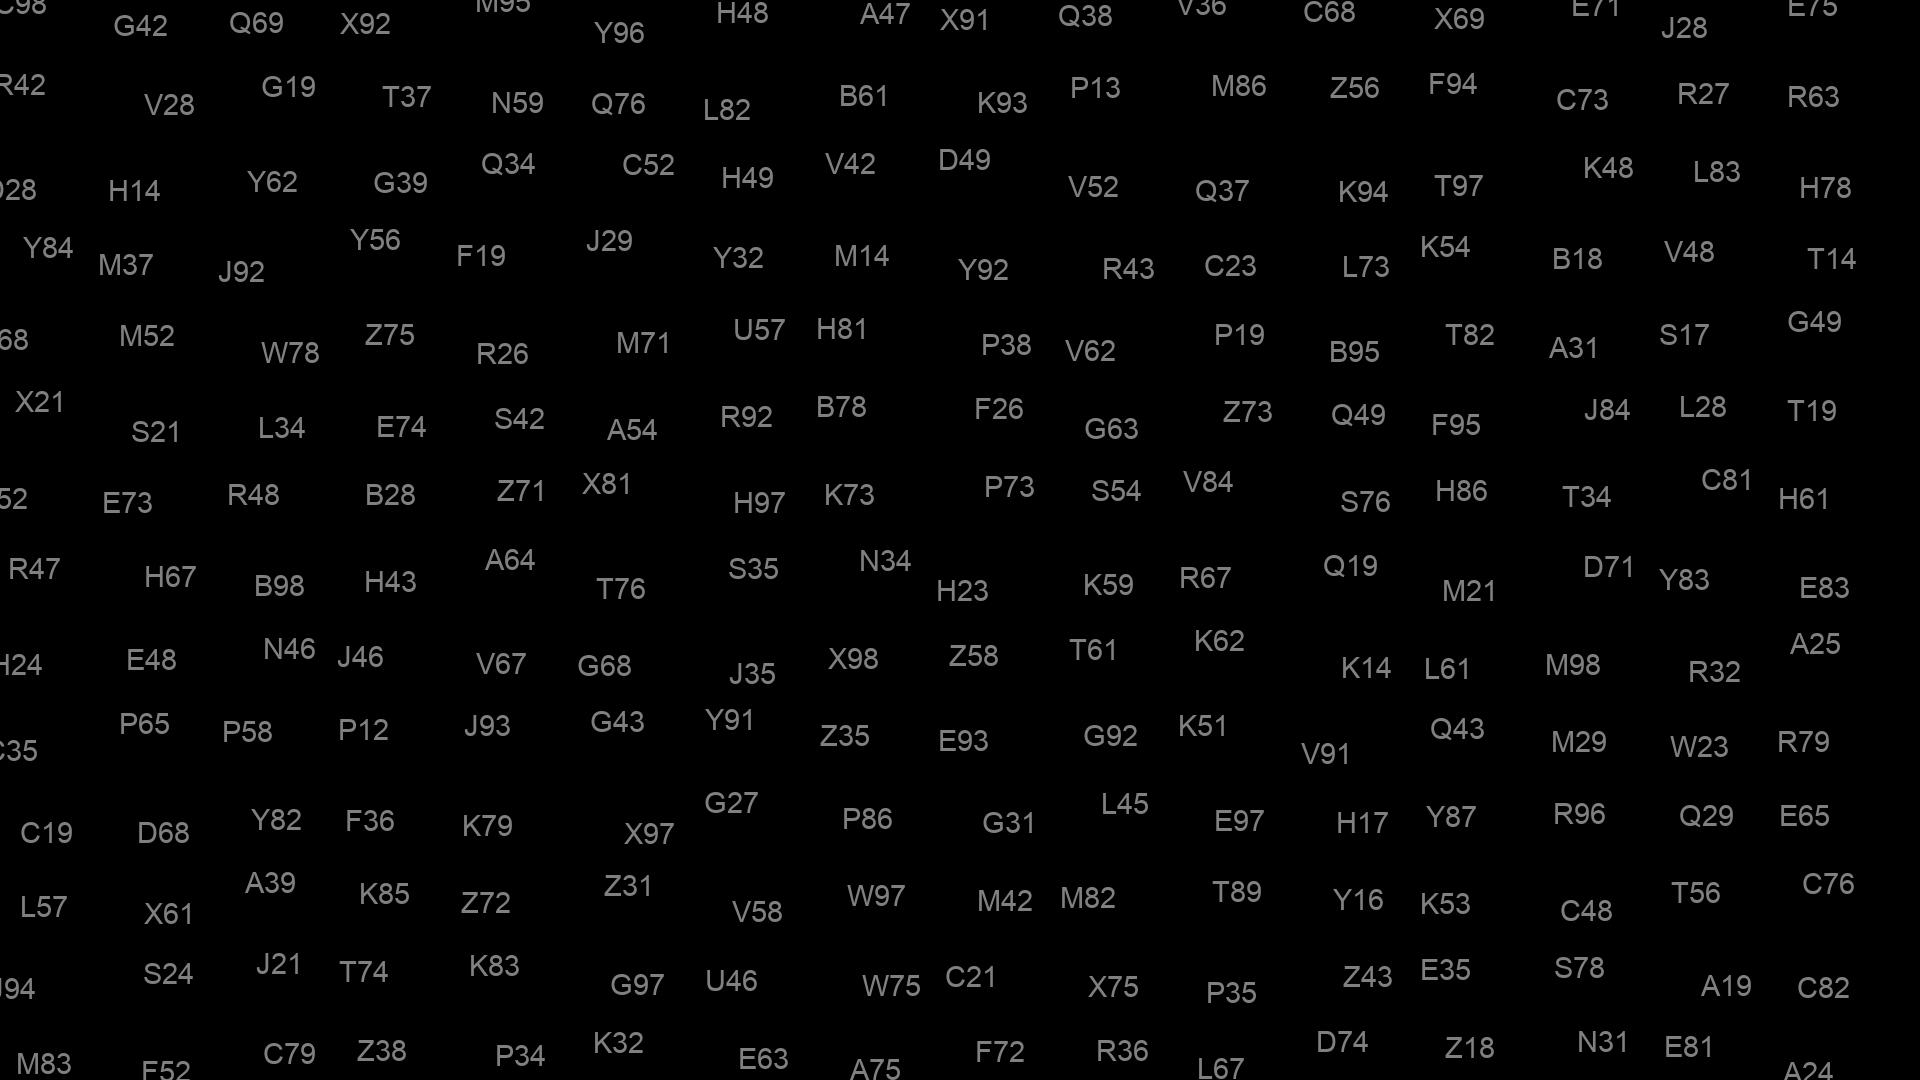 G42 Q69 X92 M95 Y96 H48 A47 X91 Q38 V36 C68 X69 E71 J28 E75
R42 V28 G19 T37 N59 Q76 L82 B61 K93 P13 M86 Z56 F94 C73 R27 R63
H14 Y62 G39 Q34 C52 H49 V42 D49 V52 Q37 K94 T97 K48 L83 H78
Y84 M37 J92 Y56 F19 J29 Y32 M14 Y92 R43 C23 L73 K54 B18 V48 T14
M52 W78 Z75 R26 M71 U57 H81 P38 V62 P19 B95 T82 A31 S17 G49
X21 S21 L34 E74 S42 A54 R92 B78 F26 G63 Z73 Q49 F95 J84 L28 T19
E73 R48 B28 Z71 X81 H97 K73 P73 S54 V84 S76 H86 T34 C81 H61
R47 H67 B98 H43 A64 T76 S35 N34 H23 K59 R67 Q19 M21 D71 Y83 E83
H24 E48 N46 J46 V67 G68 J35 X98 Z58 T61 K62 K14 L61 M98 R32 A25
P65 P58 P12 J93 G43 Y91 Z35 E93 G92 K51 V91 Q43 M29 W23 R79
C19 D68 Y82 F36 K79 X97 G27 P86 G31 L45 E97 H17 Y87 R96 Q29 E65
L57 X61 A39 K85 Z72 Z31 V58 W97 M42 M82 T89 Y16 K53 C48 T56 C76
S24 J21 T74 K83 G97 U46 W75 C21 X75 P35 Z43 E35 S78 A19 C82
M83 F52 C79 Z38 P34 K32 E63 A75 F72 R36 L67 D74 Z18 N31 E81 A24